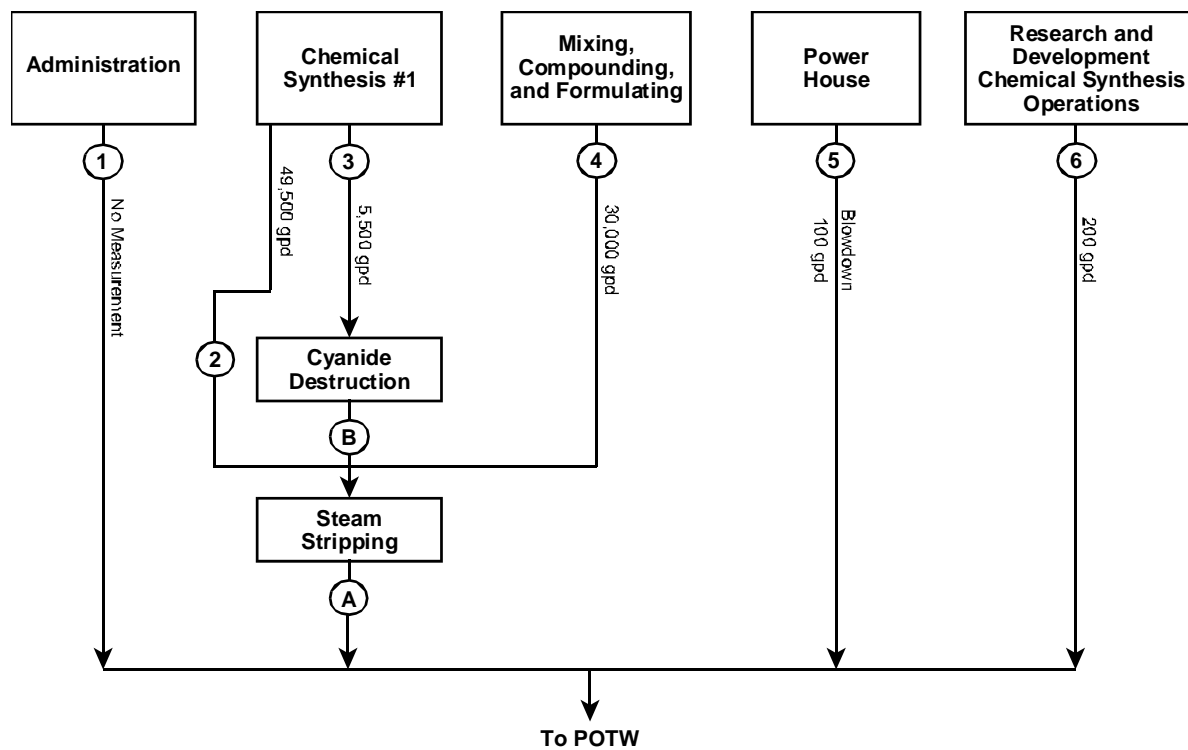 Administration
Chemical
Synthesis #1
Mixing,
Compounding,
and Formulating
Power
House
Research and
Development
Chemical Synthesis
Operations
1
3
4
5
6
No Measurement
49,500 gpd
5,500 gpd
30,000 gpd
Blowdown
100 gpd
200 gpd
2
Cyanide
Destruction
B
Steam
Stripping
A
To POTW